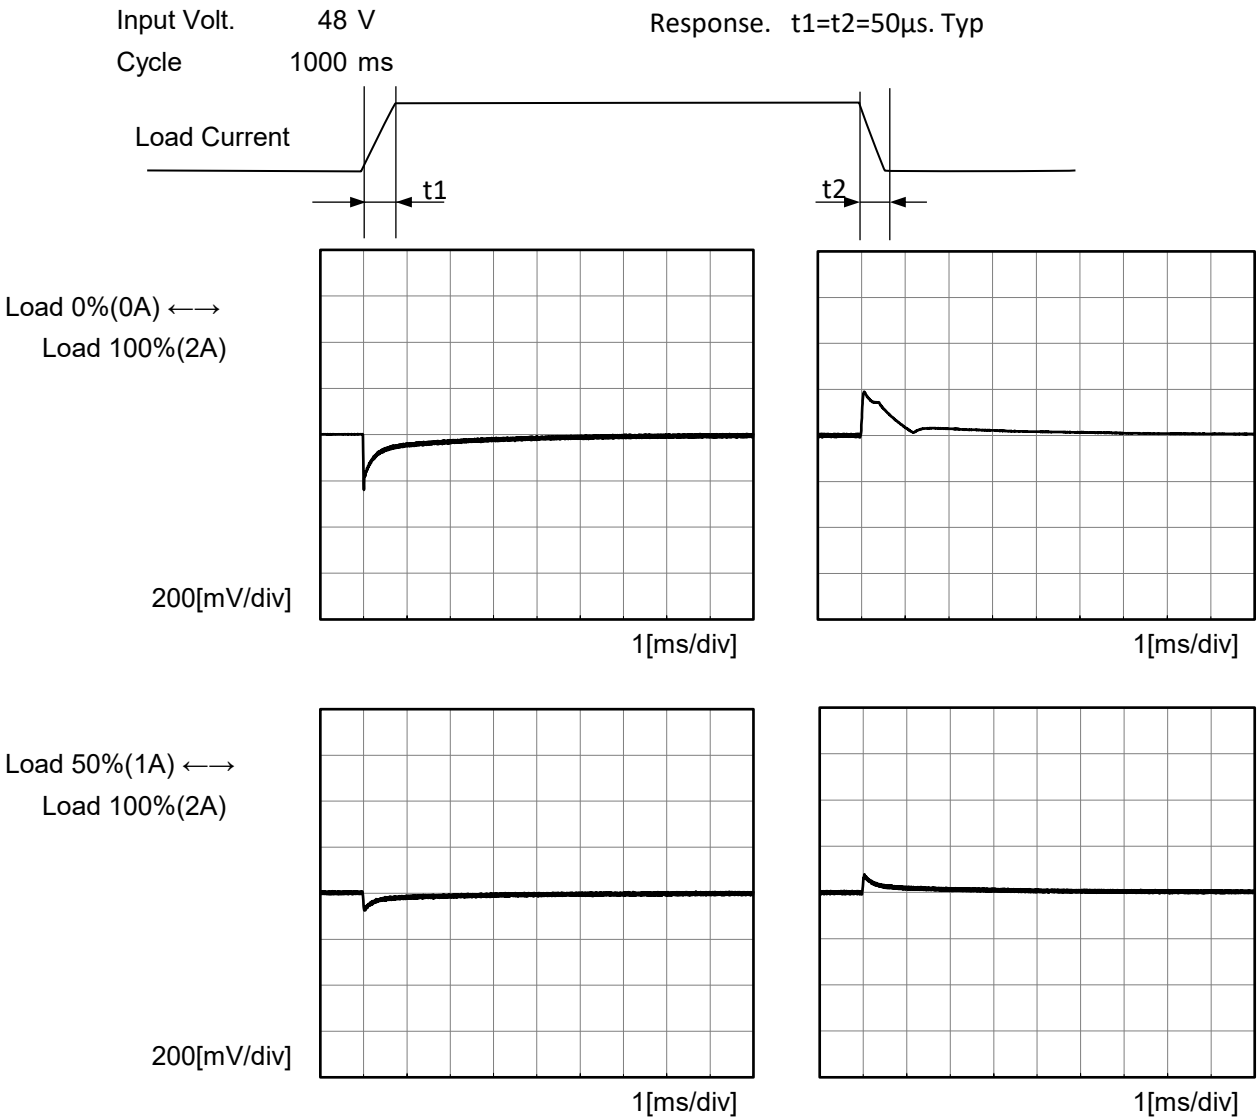 Input Volt. 48 V
Response. t1=t2=50µs. Typ
Cycle 1000 ms
Load Current
t1
t2
Load 0%(0A) ←→
Load 100%(2A)
200[mV/div]
1[ms/div]
1[ms/div]
Load 50%(1A) ←→
Load 100%(2A)
200[mV/div]
1[ms/div]
1[ms/div]